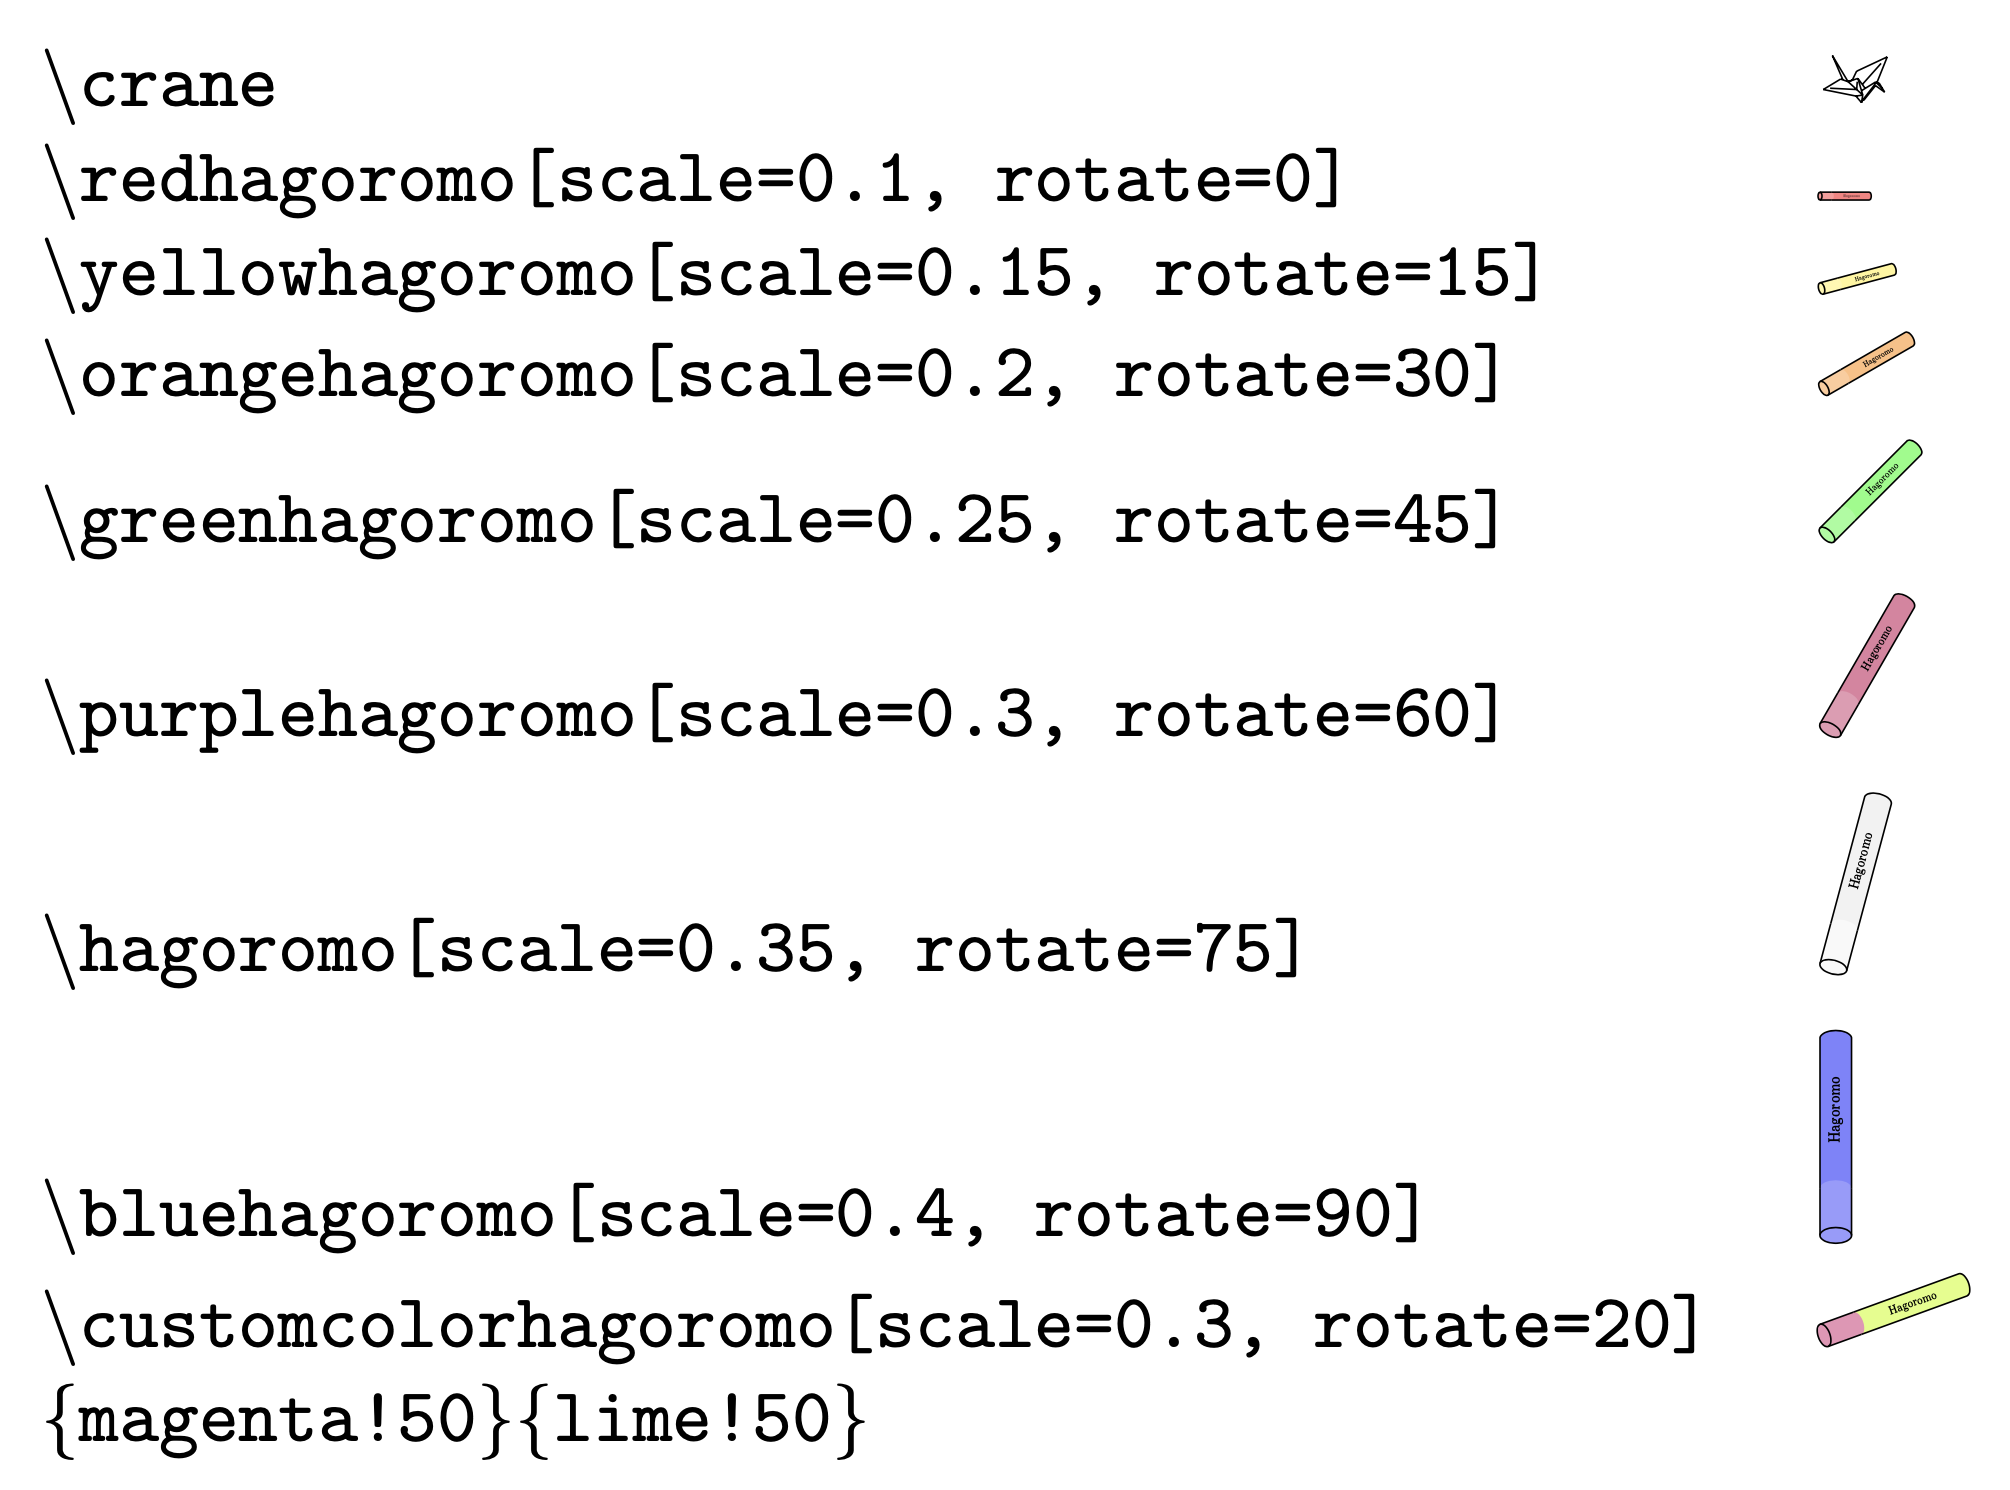 \crane
\redhagoromo[scale=0.1, rotate=0]
Hagoromo
\yellowhagoromo[scale=0.15, rotate=15]
Hagoromo
\orangehagoromo[scale=0.2, rotate=30]
Hagoromo
\greenhagoromo[scale=0.25, rotate=45]
Hagoromo
\purplehagoromo[scale=0.3, rotate=60]
Hagoromo
\hagoromo[scale=0.35, rotate=75]
Hagoromo
\bluehagoromo[scale=0.4, rotate=90]
Hagoromo
\customcolorhagoromo[scale=0.3, rotate=20]
Hagoromo
{magenta!50}{lime!50}